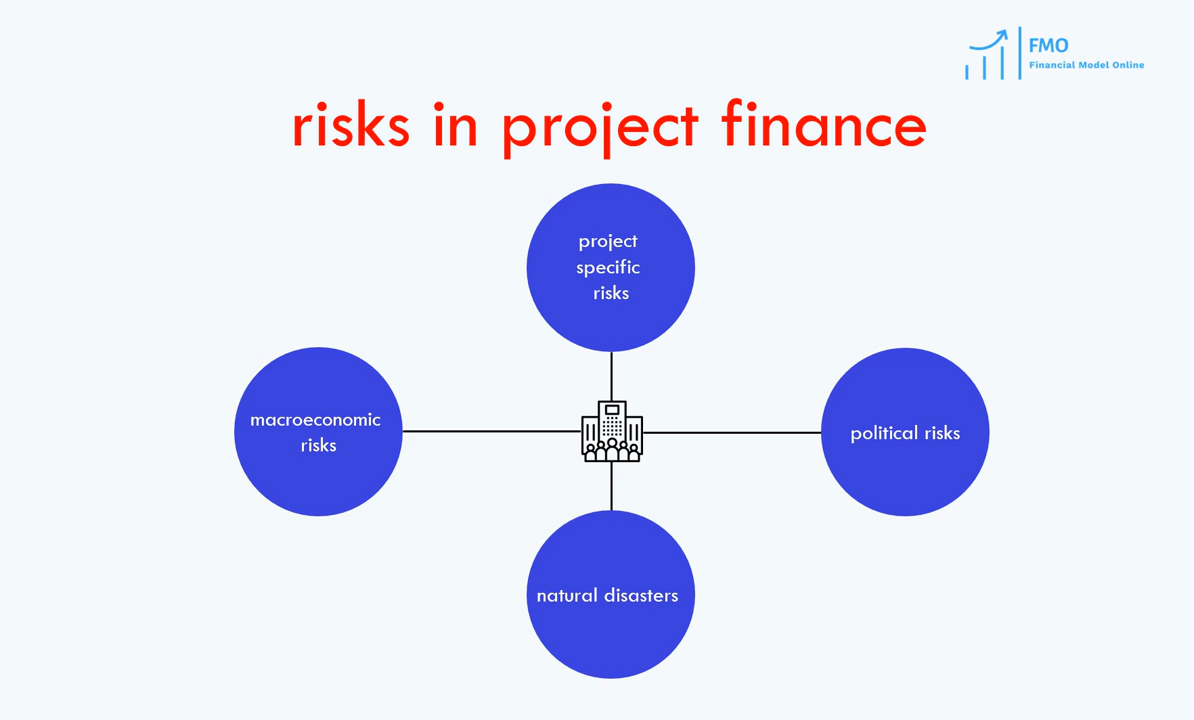 FMO
Financial Model Online
risks in project finance
project
specific
risks
macroeconomic
risks
political risks
natural disasters